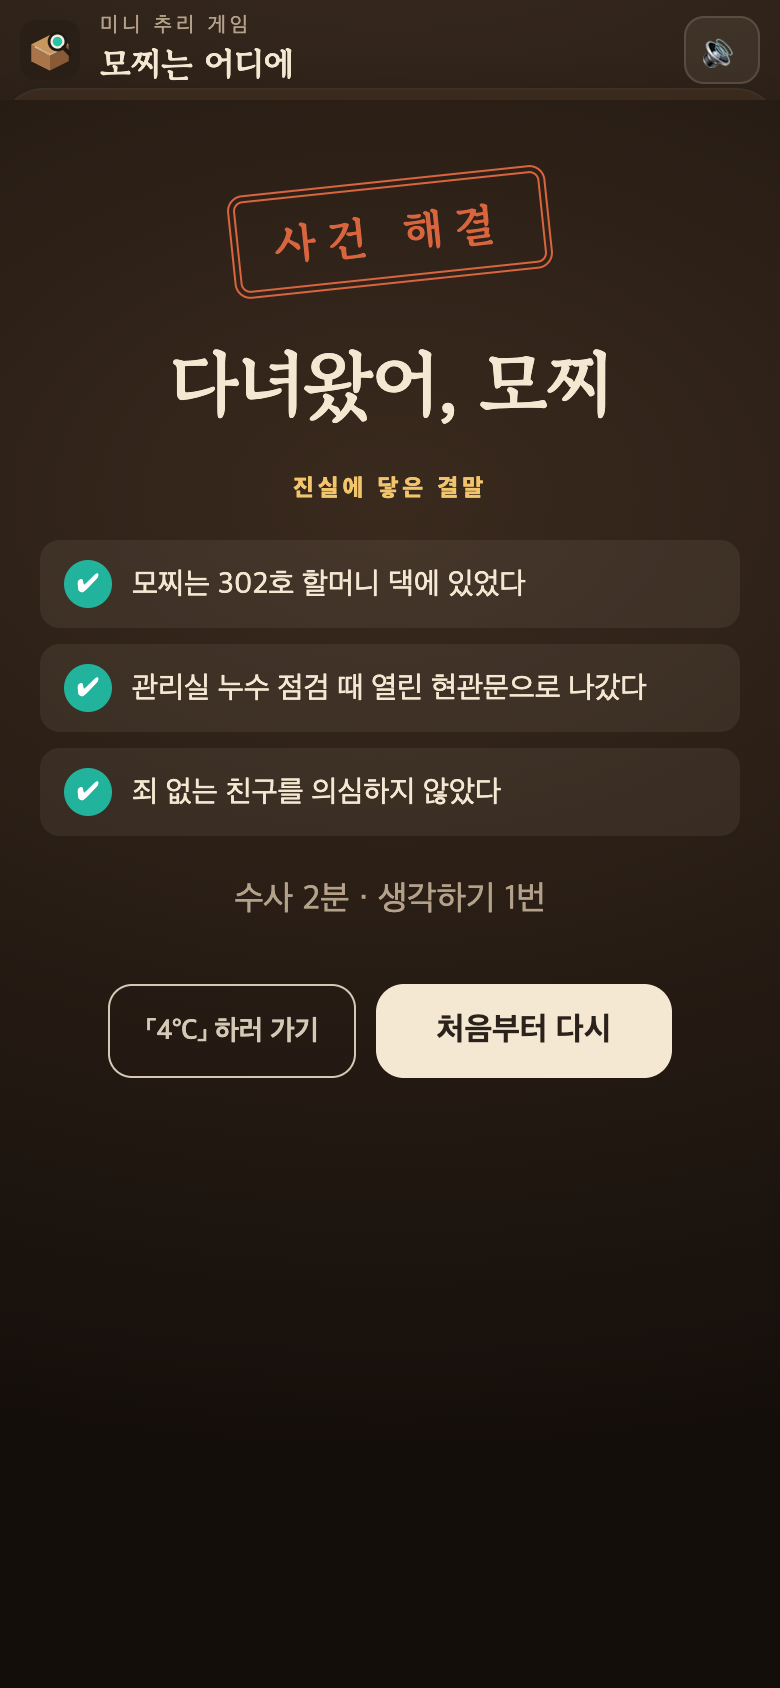 미니 추리 게임
모찌는 어디에
사건 해결
다녀왔어, 모찌
진실에 닿은 결말
모찌는 302호 할머니 댁에 있었다
관리실 누수 점검 때 열린 현관문으로 나갔다
죄 없는 친구를 의심하지 않았다
수사 2분 · 생각하기 1번
「4℃」 하러 가기
처음부터 다시